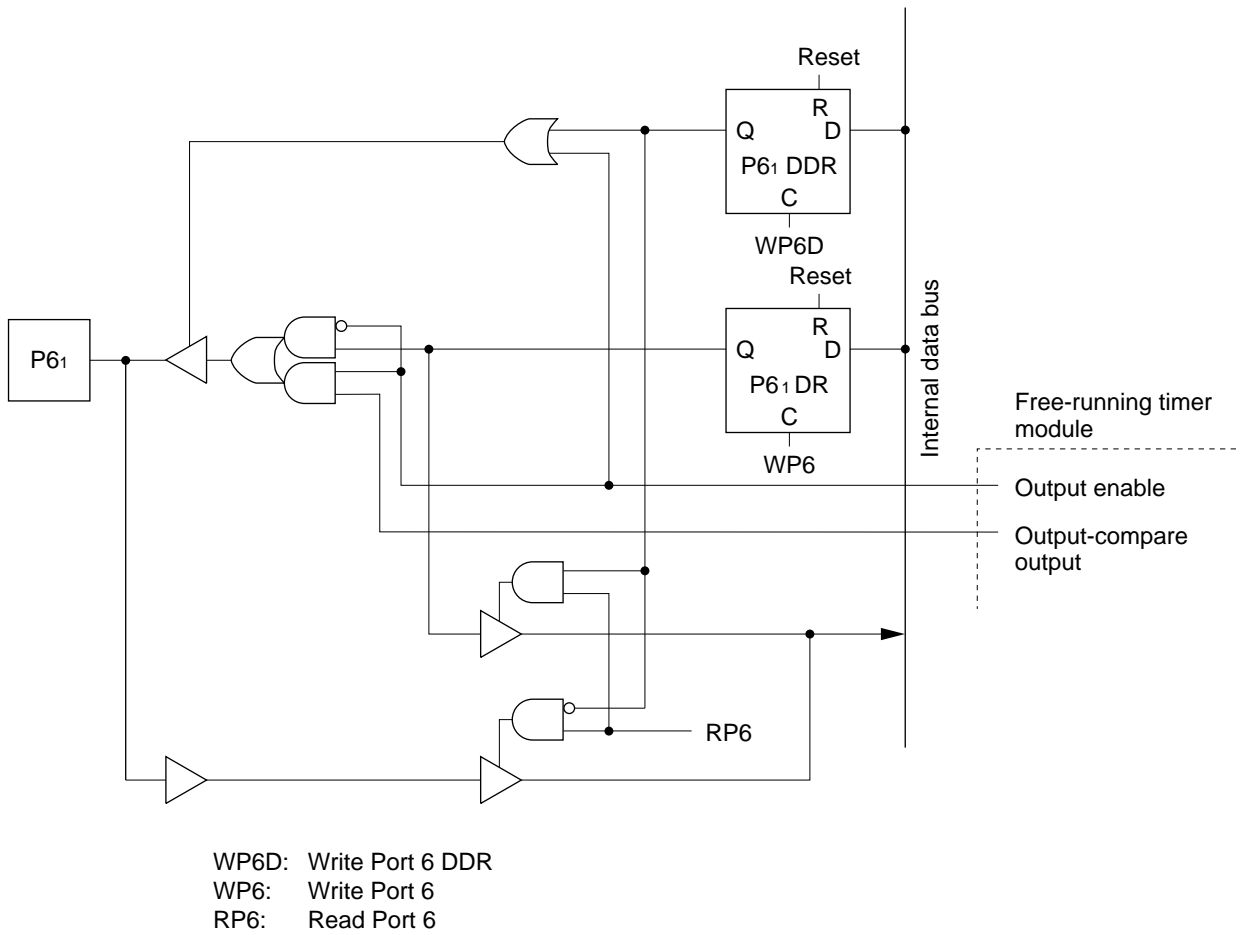 Reset
R
Q D
P6₁ DDR
C
WP6D
Reset
R
Q D
P6₁ DR
C
WP6
P6₁
Internal data bus
Free-running timer
module
Output enable
Output-compare
output
RP6
WP6D: Write Port 6 DDR
WP6: Write Port 6
RP6: Read Port 6